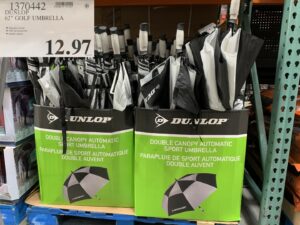 1370442
DUNLOP
62" GOLF UMBRELLA
12.97
DUNLOP
DOUBLE CANOPY AUTOMATIC
SPORT UMBRELLA
PARAPLUIE DE SPORT AUTOMATIQUE
DOUBLE AUVENT
DUNLOP
DOUBLE CANOPY AUTOMATIC
SPORT UMBRELLA
PARAPLUIE DE SPORT AUTOMATIQUE
DOUBLE AUVENT